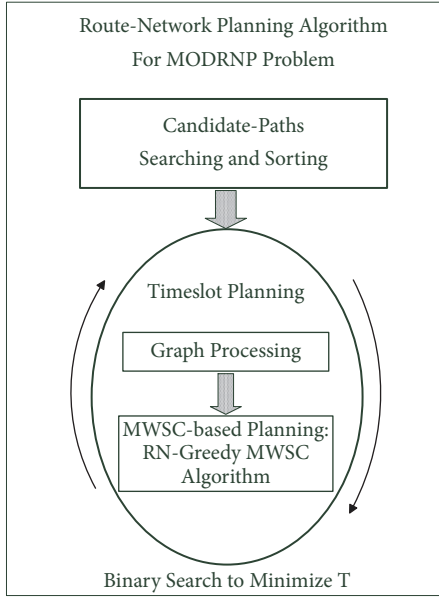 Route-Network Planning Algorithm
For MODRNP Problem
Candidate-Paths
Searching and Sorting
Timeslot Planning
Graph Processing
MWSC-based Planning:
RN-Greedy MWSC
Algorithm
Binary Search to Minimize T